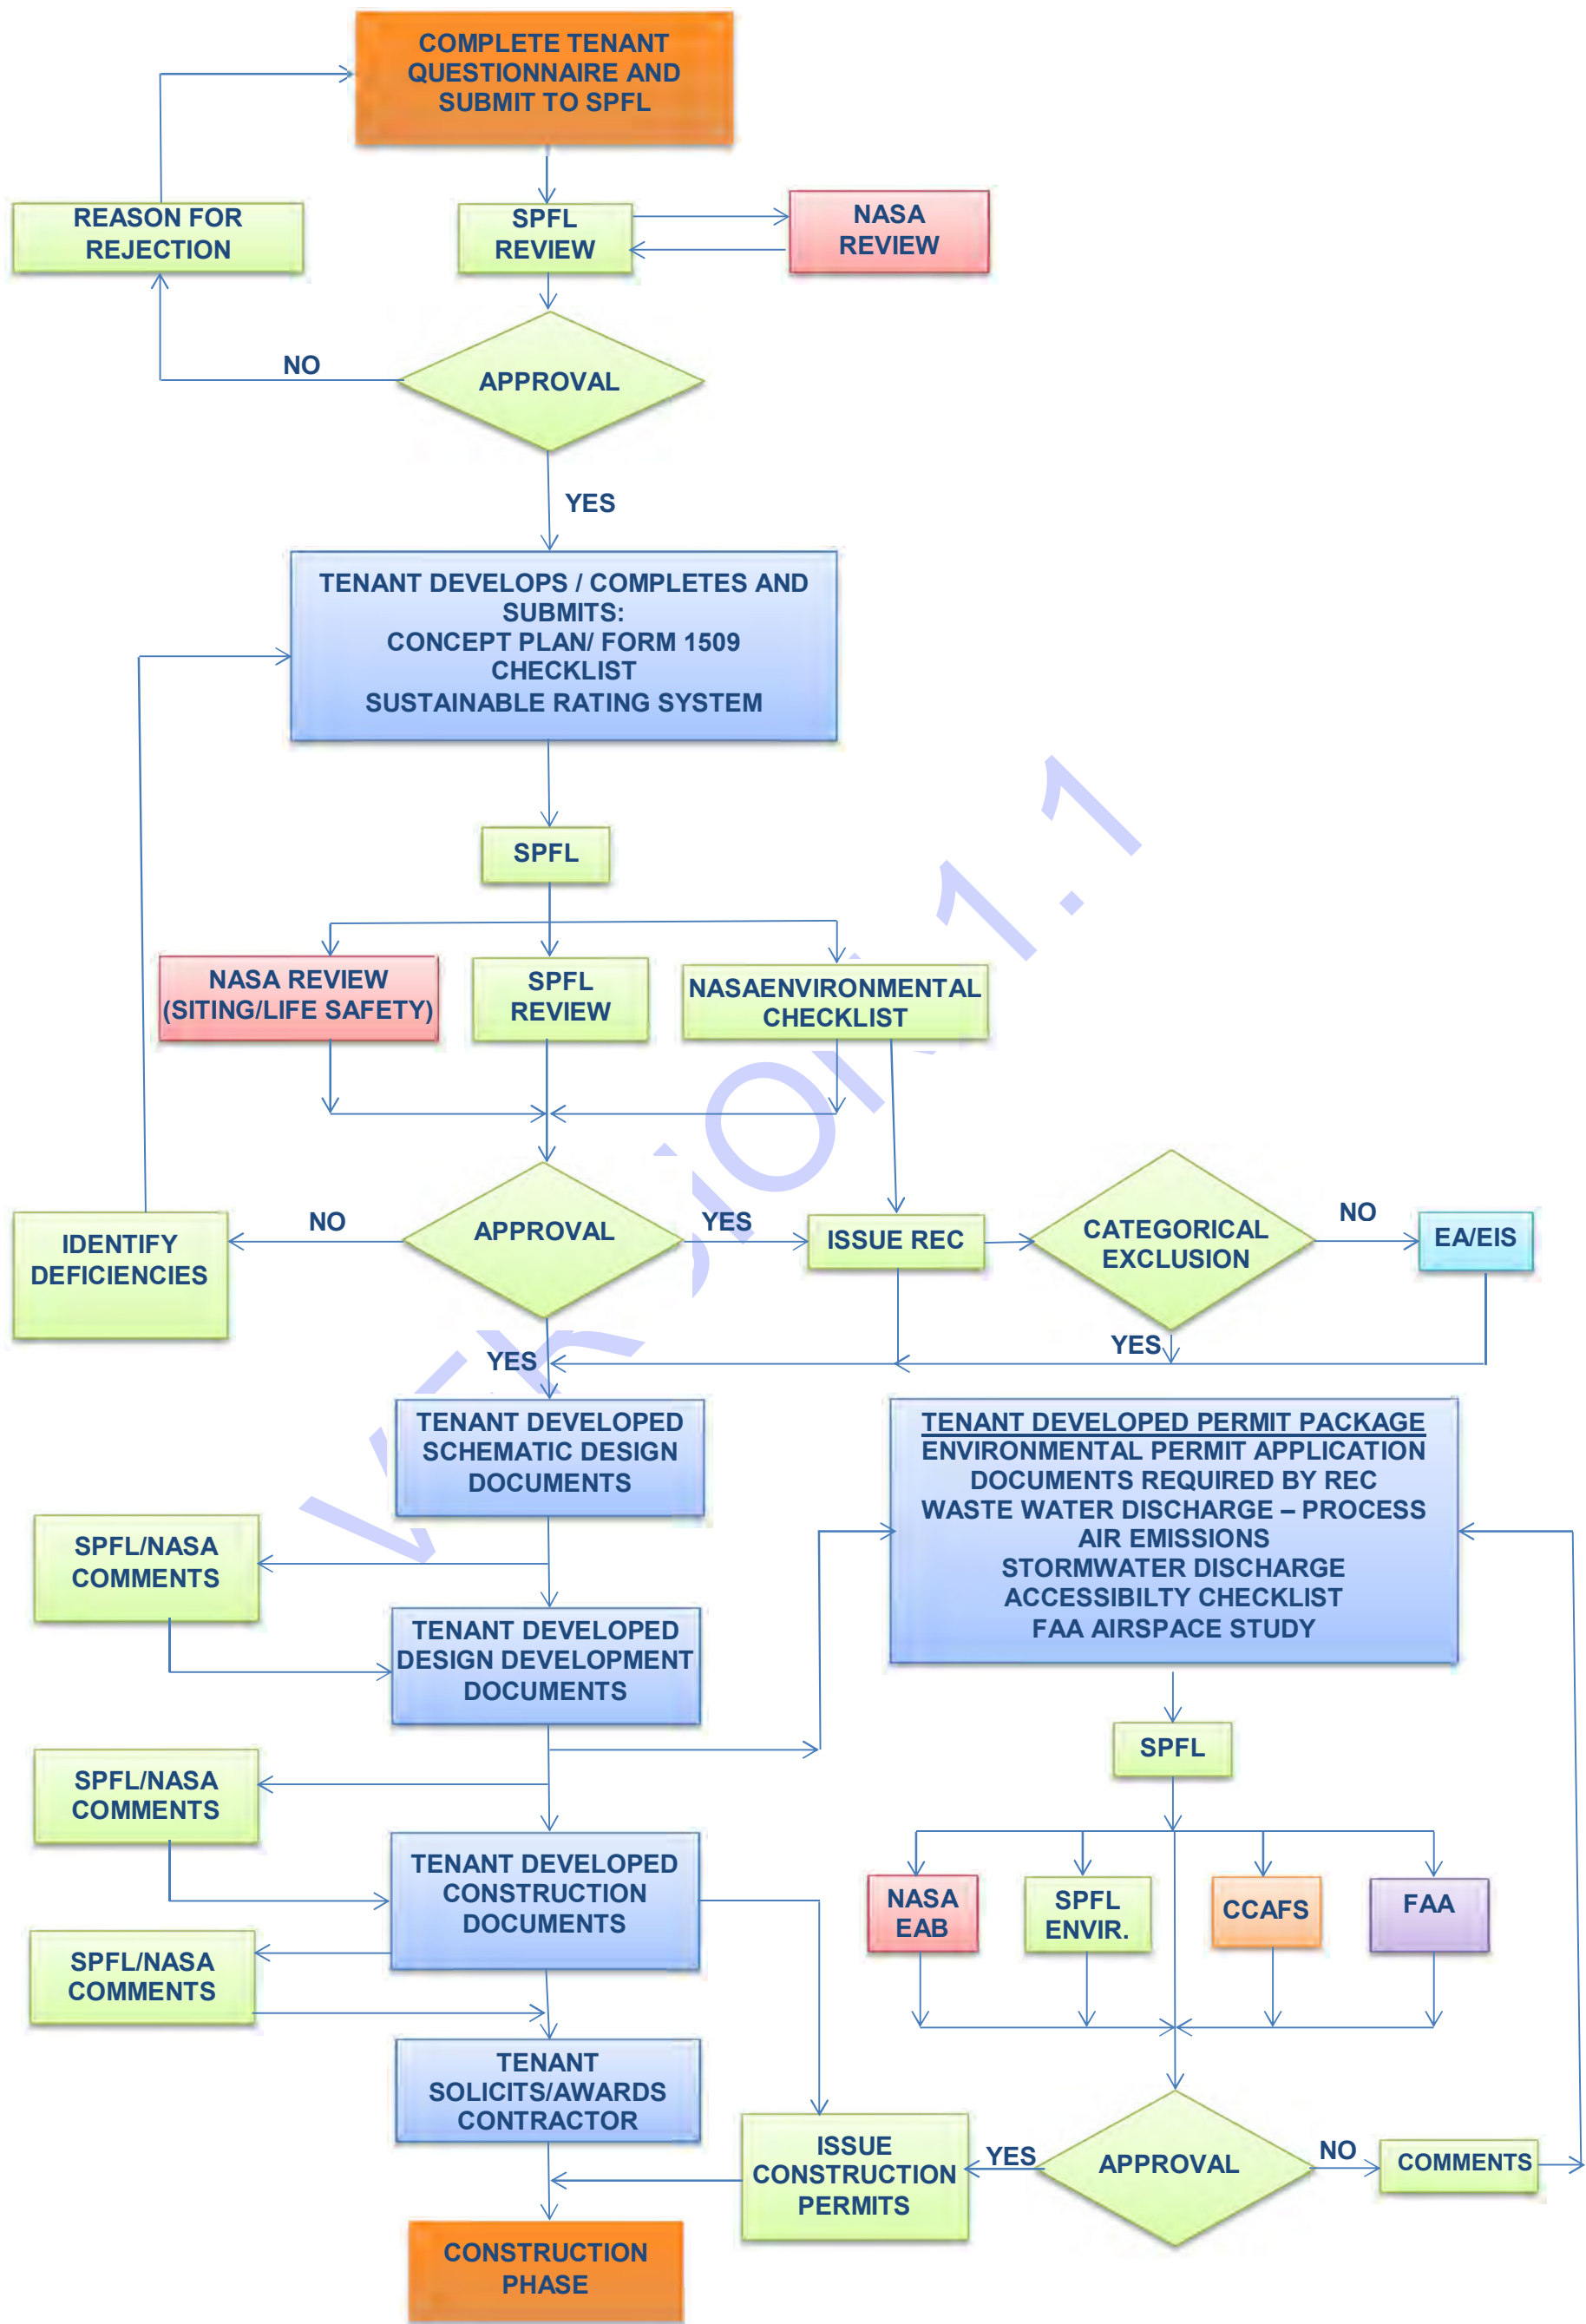 COMPLETE TENANT
QUESTIONNAIRE AND
SUBMIT TO SPFL
REASON FOR
REJECTION
SPFL
REVIEW
NASA
REVIEW
NO
APPROVAL
YES
TENANT DEVELOPS / COMPLETES AND
SUBMITS:
CONCEPT PLAN/ FORM 1509
CHECKLIST
SUSTAINABLE RATING SYSTEM
SPFL
NASA REVIEW
(SITING/LIFE SAFETY)
SPFL
REVIEW
NASAENVIRONMENTAL
CHECKLIST
IDENTIFY
DEFICIENCIES
NO
APPROVAL
YES
ISSUE REC
CATEGORICAL
EXCLUSION
NO
EA/EIS
YES
YES
TENANT DEVELOPED
SCHEMATIC DESIGN
DOCUMENTS
SPFL/NASA
COMMENTS
TENANT DEVELOPED
DESIGN DEVELOPMENT
DOCUMENTS
SPFL/NASA
COMMENTS
TENANT DEVELOPED
CONSTRUCTION
DOCUMENTS
SPFL/NASA
COMMENTS
TENANT
SOLICITS/AWARDS
CONTRACTOR
TENANT DEVELOPED PERMIT PACKAGE
ENVIRONMENTAL PERMIT APPLICATION
DOCUMENTS REQUIRED BY REC
WASTE WATER DISCHARGE – PROCESS
AIR EMISSIONS
STORMWATER DISCHARGE
ACCESSIBILTY CHECKLIST
FAA AIRSPACE STUDY
SPFL
NASA
EAB
SPFL
ENVIR.
CCAFS
FAA
APPROVAL
NO
COMMENTS
YES
ISSUE
CONSTRUCTION
PERMITS
CONSTRUCTION
PHASE
VERSION 1.1